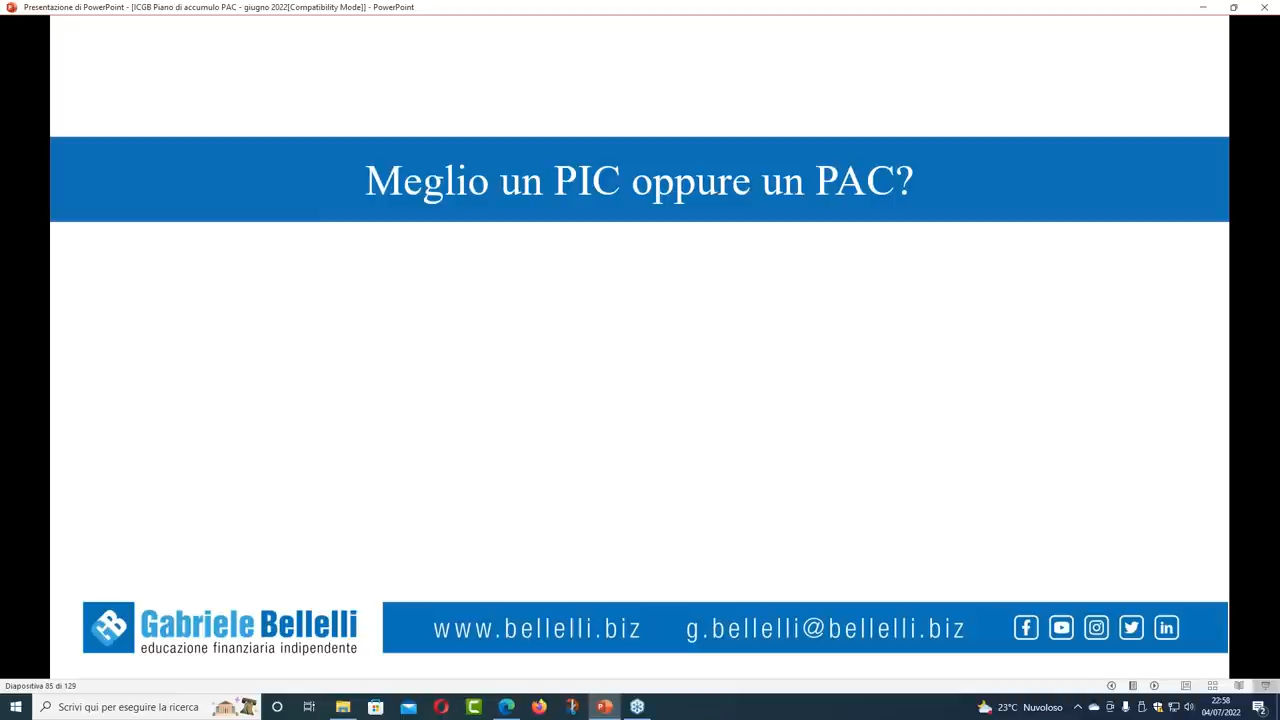 Presentazione di PowerPoint - [ICGB Piano di accumulo PAC - giugno 2022[Compatibility Mode]] - PowerPoint
Meglio un PIC oppure un PAC?
Gabriele Bellelli
educazione finanziaria indipendente
www.bellelli.biz g.bellelli@bellelli.biz
Diapositiva 85 di 129
Scrivi qui per eseguire la ricerca
23°C Nuvoloso
22:58
04/07/2022
2